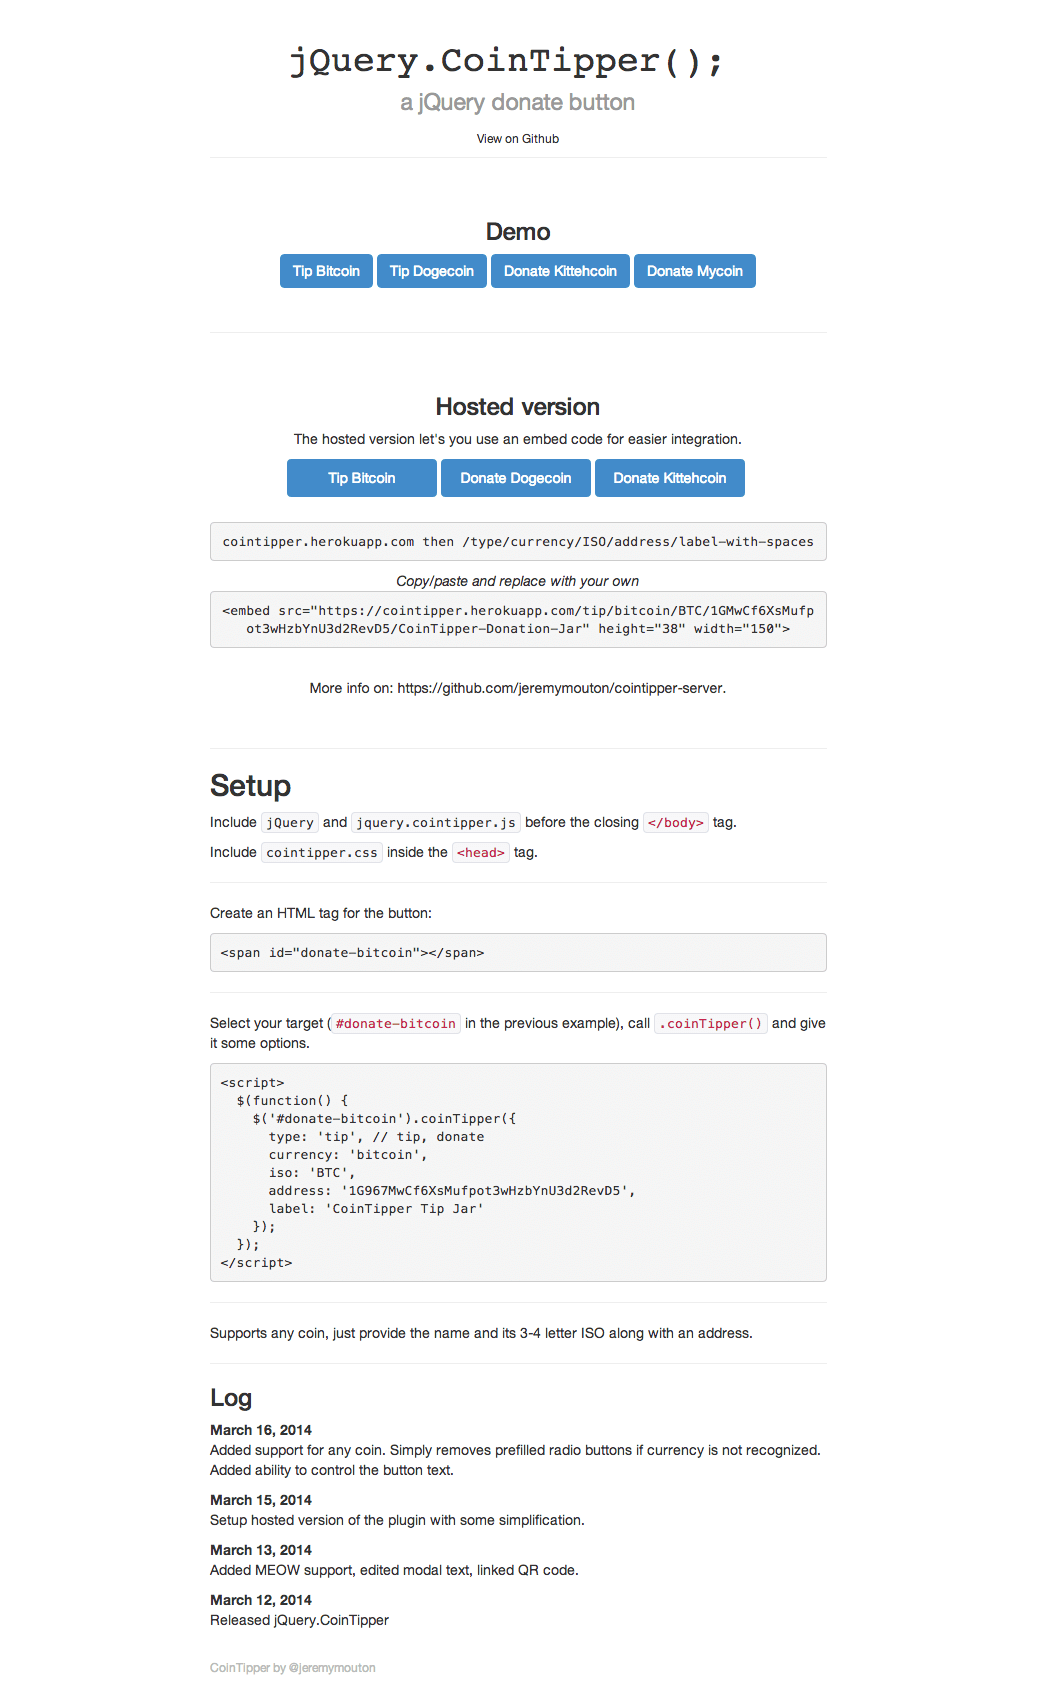 jQuery.CoinTipper();
a jQuery donate button
View on Github
Demo
Tip Bitcoin Tip Dogecoin Donate Kittehcoin Donate Mycoin
Hosted version
The hosted version let's you use an embed code for easier integration.
Tip Bitcoin Donate Dogecoin Donate Kittehcoin
cointipper.herokuapp.com then /type/currency/ISO/address/label-with-spaces
Copy/paste and replace with your own
<embed src="https://cointipper.herokuapp.com/tip/bitcoin/BTC/1GMwCf6XsMufp
ot3wHzbYnU3d2RevD5/CoinTipper-Donation-Jar" height="38" width="150">
More info on: https://github.com/jeremymouton/cointipper-server.
Setup
Include jQuery and jquery.cointipper.js before the closing </body> tag.
Include cointipper.css inside the <head> tag.
Create an HTML tag for the button:
<span id="donate-bitcoin"></span>
Select your target (#donate-bitcoin in the previous example), call .coinTipper() and give
it some options.
<script>
  $(function() {
    $('#donate-bitcoin').coinTipper({
      type: 'tip', // tip, donate
      currency: 'bitcoin',
      iso: 'BTC',
      address: '1G967MwCf6XsMufpot3wHzbYnU3d2RevD5',
      label: 'CoinTipper Tip Jar'
    });
  });
</script>
Supports any coin, just provide the name and its 3-4 letter ISO along with an address.
Log
March 16, 2014
Added support for any coin. Simply removes prefilled radio buttons if currency is not recognized.
Added ability to control the button text.
March 15, 2014
Setup hosted version of the plugin with some simplification.
March 13, 2014
Added MEOW support, edited modal text, linked QR code.
March 12, 2014
Released jQuery.CoinTipper
CoinTipper by @jeremymouton